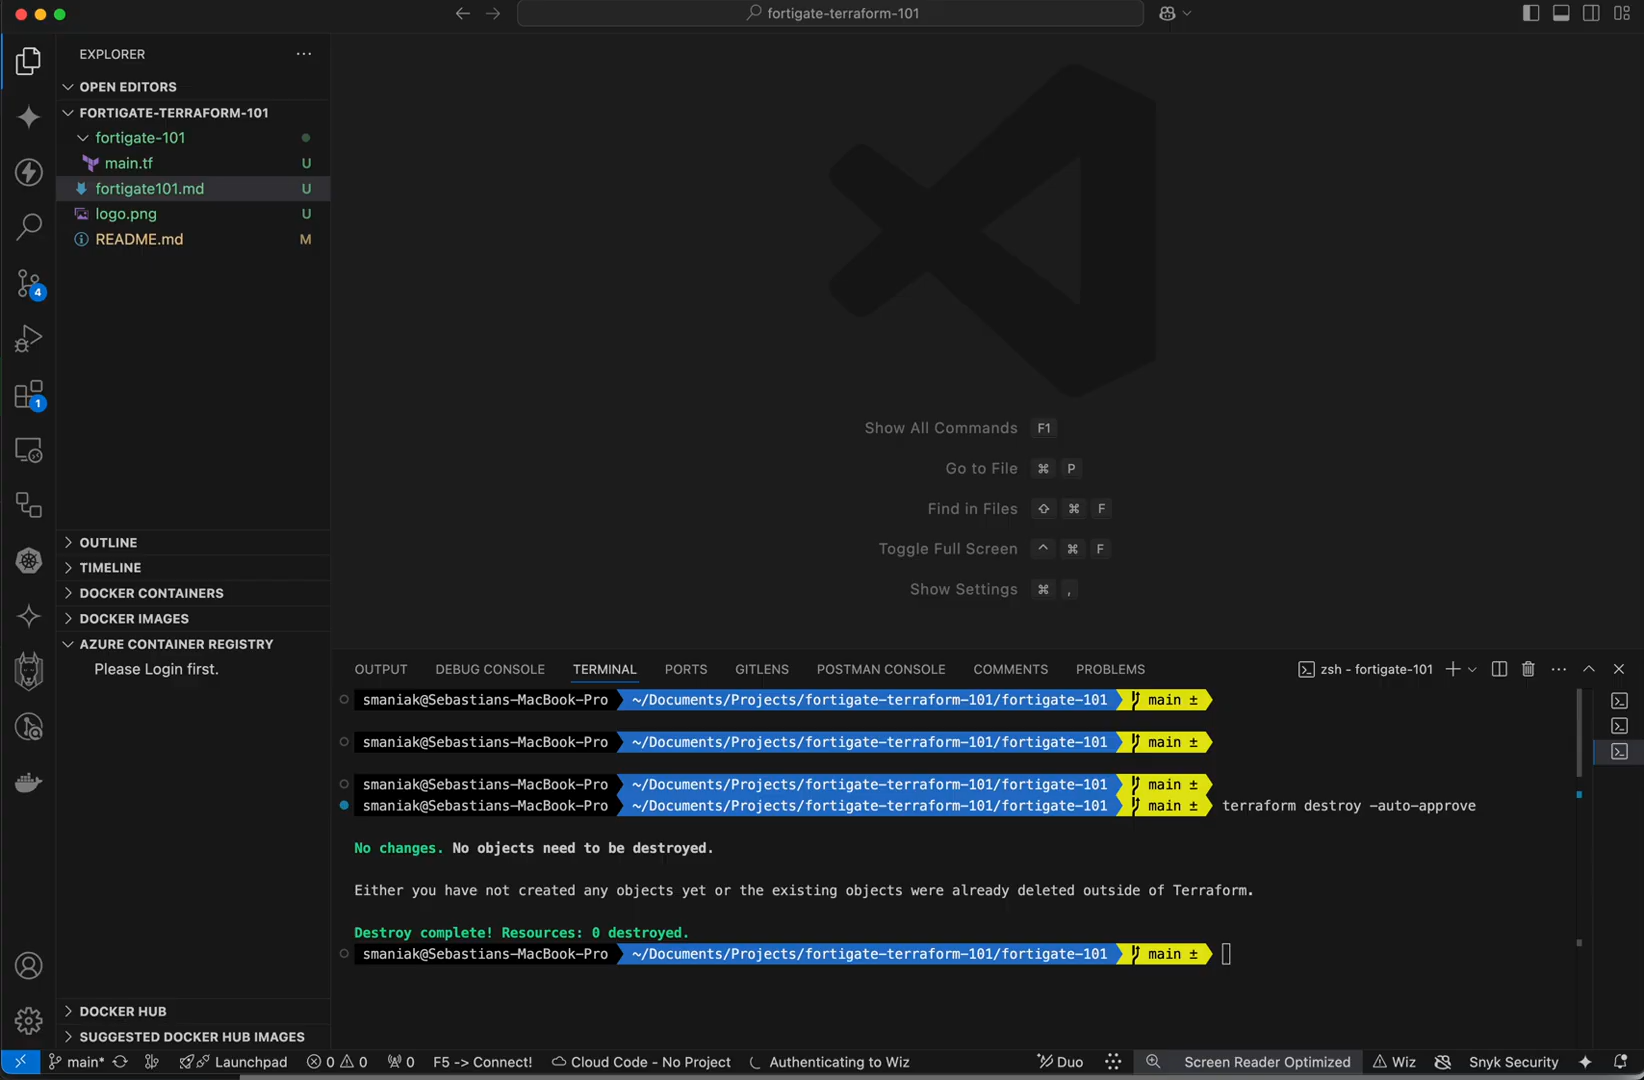 fortigate-terraform-101
EXPLORER
OPEN EDITORS
FORTIGATE-TERRAFORM-101
fortigate-101
main.tf U
fortigate101.md U
logo.png U
README.md M
4
1
OUTLINE
TIMELINE
DOCKER CONTAINERS
DOCKER IMAGES
AZURE CONTAINER REGISTRY
Please Login first.
DOCKER HUB
SUGGESTED DOCKER HUB IMAGES
Show All Commands F1
Go to File ⌘ P
Find in Files ⇧ ⌘ F
Toggle Full Screen ^ ⌘ F
Show Settings ⌘ ,
OUTPUT DEBUG CONSOLE TERMINAL PORTS GITLENS POSTMAN CONSOLE COMMENTS PROBLEMS zsh - fortigate-101
smaniak@Sebastians-MacBook-Pro ~/Documents/Projects/fortigate-terraform-101/fortigate-101 main ±
smaniak@Sebastians-MacBook-Pro ~/Documents/Projects/fortigate-terraform-101/fortigate-101 main ±
smaniak@Sebastians-MacBook-Pro ~/Documents/Projects/fortigate-terraform-101/fortigate-101 main ±
smaniak@Sebastians-MacBook-Pro ~/Documents/Projects/fortigate-terraform-101/fortigate-101 main ± terraform destroy -auto-approve
No changes. No objects need to be destroyed.
Either you have not created any objects yet or the existing objects were already deleted outside of Terraform.
Destroy complete! Resources: 0 destroyed.
smaniak@Sebastians-MacBook-Pro ~/Documents/Projects/fortigate-terraform-101/fortigate-101 main ±
main* Launchpad 0 0 0 F5 -> Connect! Cloud Code - No Project Authenticating to Wiz Duo Screen Reader Optimized Wiz Snyk Security